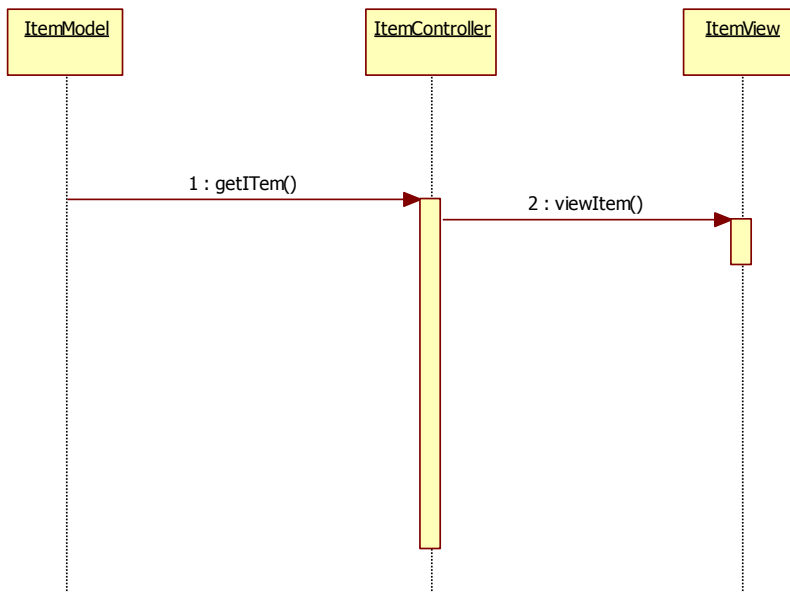 ItemModel
ItemController
ItemView
1 : getITem()
2 : viewItem()